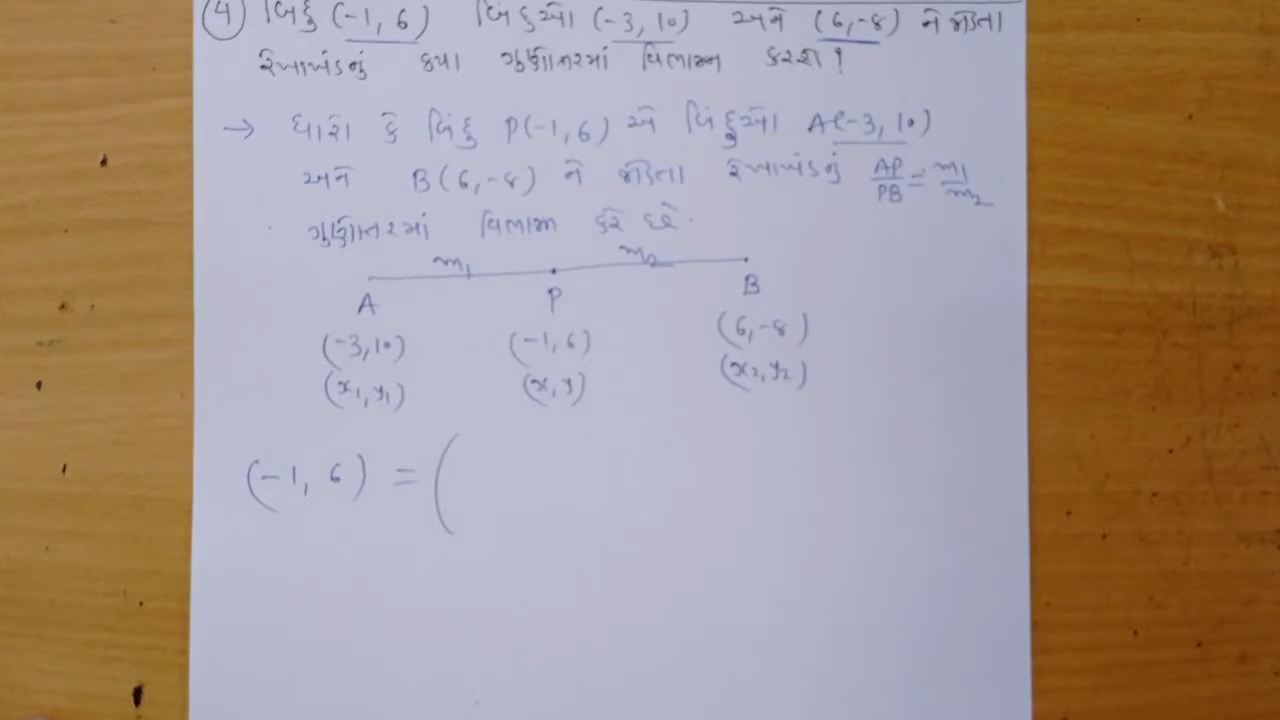 (4) બિંદુ (-1, 6) બિંદુઓ (-3, 10) અને (6, -8) ને જોડતા
રેખાખંડનું કયા ગુણોત્તરમાં વિભાજન કરશે?
→ ધારો કે બિંદુ P(-1, 6) એ બિંદુઓ A(-3, 10)
અને B(6, -8) ને જોડતા રેખાખંડનું AP/PB = m1/m2
ગુણોત્તરમાં વિભાજન કરે છે.
m1 m2
A P B
(-3, 10) (-1, 6) (6, -8)
(x1, y1) (x, y) (x2, y2)
(-1, 6) = (